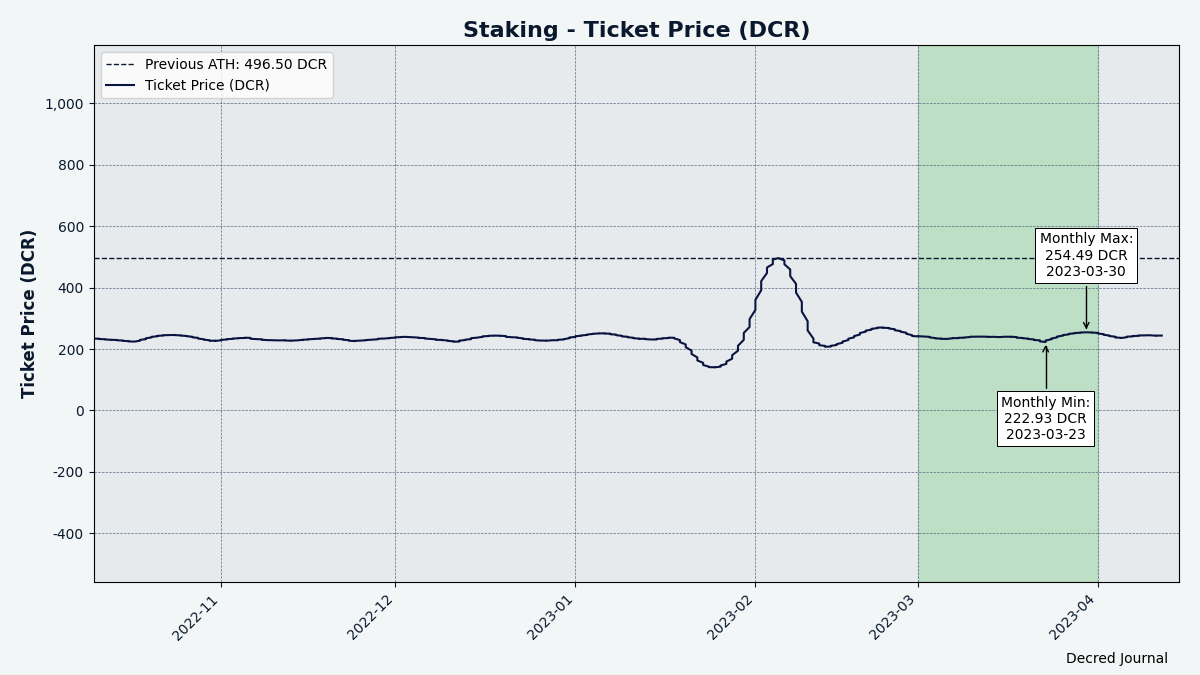 Staking - Ticket Price (DCR)
Previous ATH: 496.50 DCR
Ticket Price (DCR)
Ticket Price (DCR)
1,000
800
600
400
200
0
-200
-400
Monthly Max:
254.49 DCR
2023-03-30
Monthly Min:
222.93 DCR
2023-03-23
2022-11
2022-12
2023-01
2023-02
2023-03
2023-04
Decred Journal